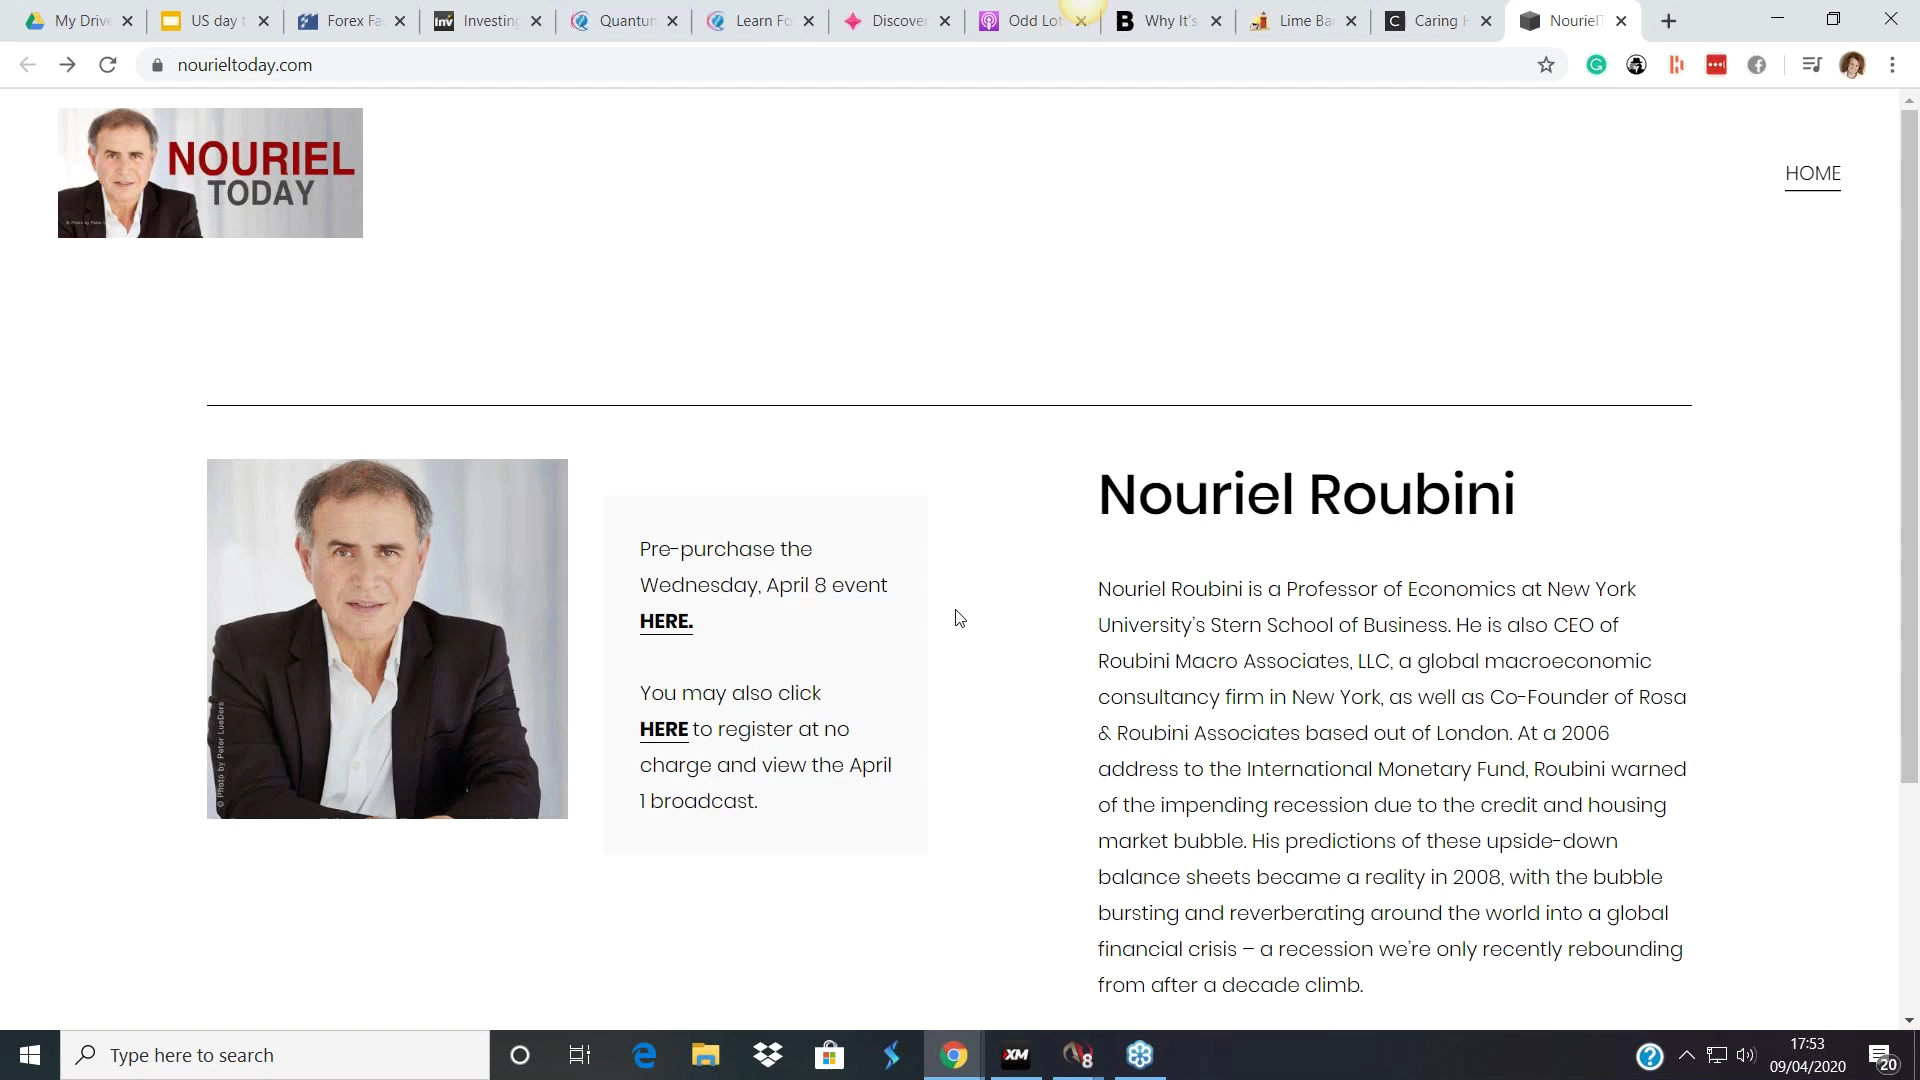 My Driv
US day t
Forex Fa
Investing
Quantum
Learn Fo
Discover
Odd Lot
Why It's
Lime Ba
Caring H
NourielT
nourieltoday.com
NOURIEL
TODAY
HOME
© Photo by Peter LueDers
Pre-purchase the
Wednesday, April 8 event
HERE.
You may also click
HERE to register at no
charge and view the April
1 broadcast.
Nouriel Roubini
Nouriel Roubini is a Professor of Economics at New York
University's Stern School of Business. He is also CEO of
Roubini Macro Associates, LLC, a global macroeconomic
consultancy firm in New York, as well as Co-Founder of Rosa
& Roubini Associates based out of London. At a 2006
address to the International Monetary Fund, Roubini warned
of the impending recession due to the credit and housing
market bubble. His predictions of these upside-down
balance sheets became a reality in 2008, with the bubble
bursting and reverberating around the world into a global
financial crisis – a recession we're only recently rebounding
from after a decade climb.
Type here to search
XM
8
17:53
09/04/2020
20